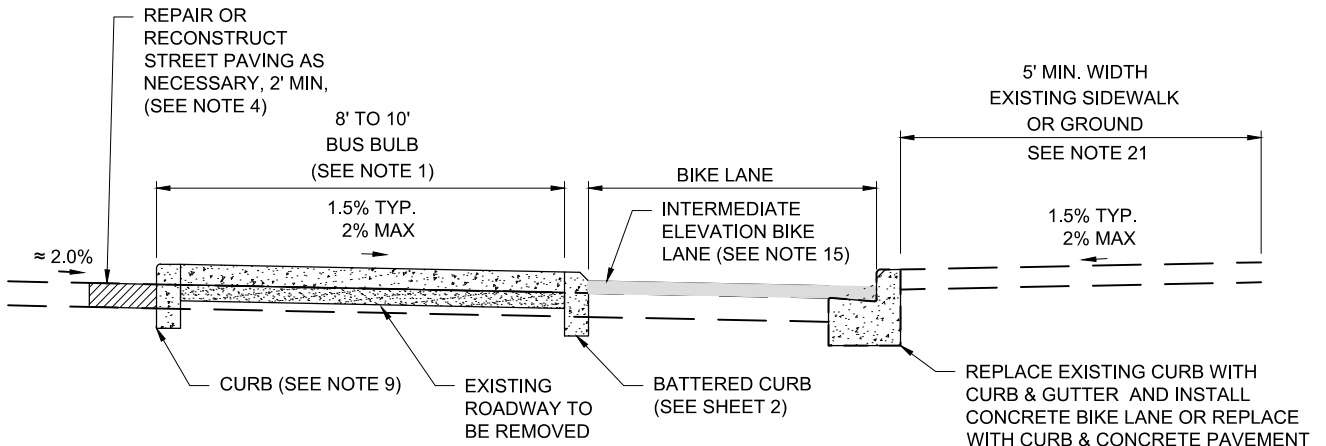 REPAIR OR
RECONSTRUCT
STREET PAVING AS
NECESSARY, 2' MIN,
(SEE NOTE 4)
8' TO 10'
BUS BULB
(SEE NOTE 1)
1.5% TYP.
2% MAX
≈ 2.0%
BIKE LANE
INTERMEDIATE
ELEVATION BIKE
LANE (SEE NOTE 15)
5' MIN. WIDTH
EXISTING SIDEWALK
OR GROUND
SEE NOTE 21
1.5% TYP.
2% MAX
CURB (SEE NOTE 9)
EXISTING
ROADWAY TO
BE REMOVED
BATTERED CURB
(SEE SHEET 2)
REPLACE EXISTING CURB WITH
CURB & GUTTER AND INSTALL
CONCRETE BIKE LANE OR REPLACE
WITH CURB & CONCRETE PAVEMENT